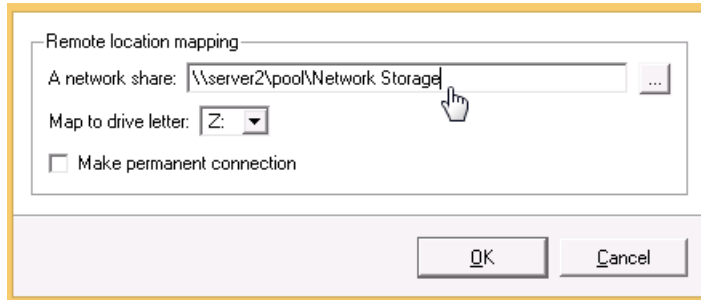 Remote location mapping
A network share: \\server2\pool\Network Storage ...
Map to drive letter: Z:
Make permanent connection
OK Cancel